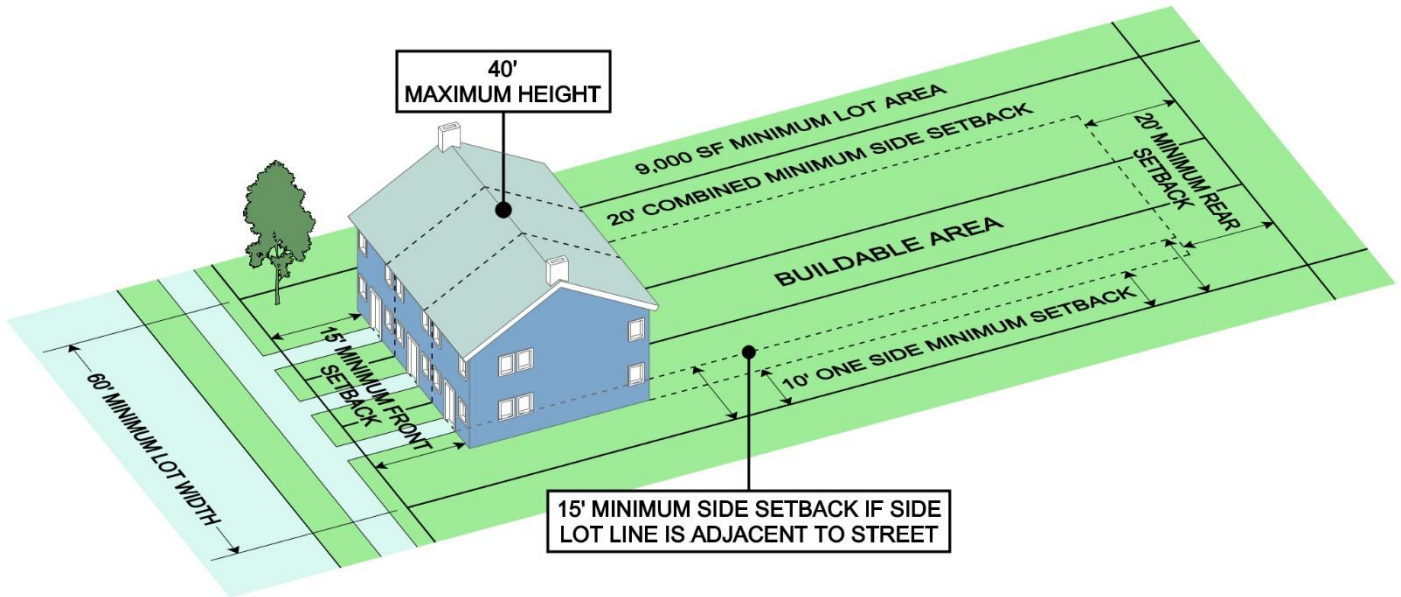 40'
MAXIMUM HEIGHT
9,000 SF MINIMUM LOT AREA
20' COMBINED MINIMUM SIDE SETBACK
20' MINIMUM REAR
SETBACK
BUILDABLE AREA
10' ONE SIDE MINIMUM SETBACK
15' MINIMUM FRONT
SETBACK
60' MINIMUM LOT WIDTH
15' MINIMUM SIDE SETBACK IF SIDE
LOT LINE IS ADJACENT TO STREET